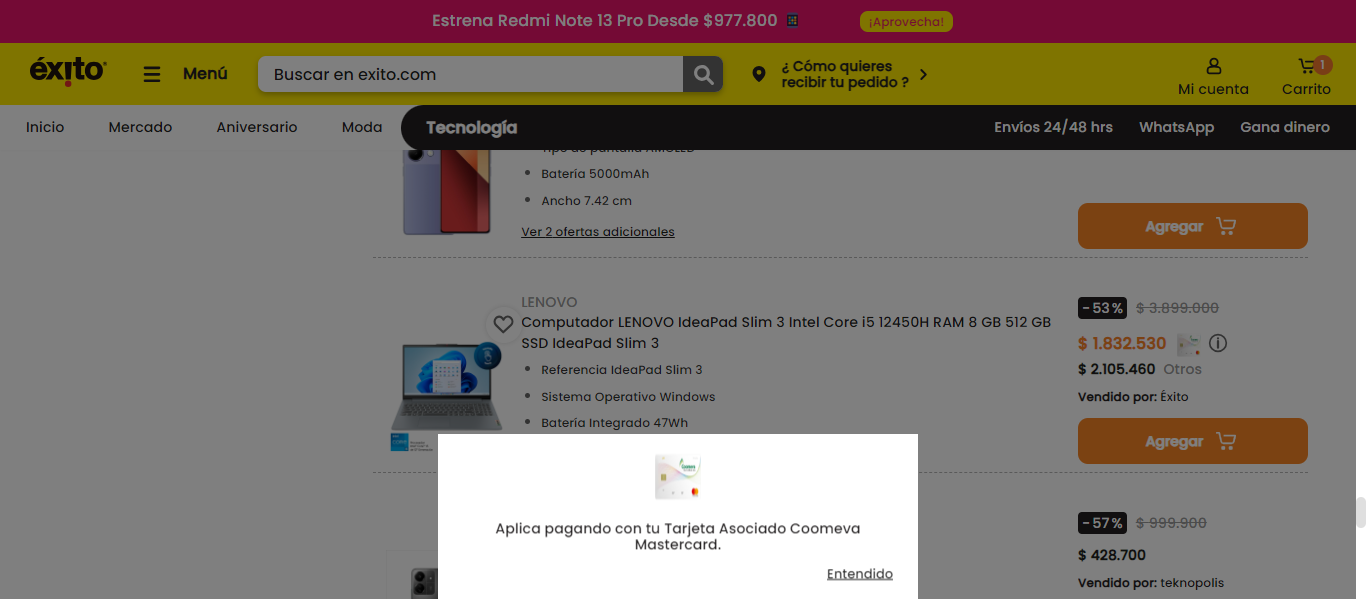 Estrena Redmi Note 13 Pro Desde $977.800
¡Aprovecha!
éxito
Menú
Buscar en exito.com
¿ Cómo quieres
recibir tu pedido ?
1
Mi cuenta
Carrito
Inicio
Mercado
Aniversario
Moda
Tecnología
Envíos 24/48 hrs
WhatsApp
Gana dinero
Tipo de pantalla AMOLED
Batería 5000mAh
Ancho 7.42 cm
Ver 2 ofertas adicionales
Agregar
LENOVO
Computador LENOVO IdeaPad Slim 3 Intel Core i5 12450H RAM 8 GB 512 GB
SSD IdeaPad Slim 3
Referencia IdeaPad Slim 3
Sistema Operativo Windows
Batería Integrado 47Wh
-53%
$ 3.899.000
$ 1.832.530
$ 2.105.460 Otros
Vendido por: Éxito
Agregar
Aplica pagando con tu Tarjeta Asociado Coomeva
Mastercard.
Entendido
-57%
$ 999.900
$ 428.700
Vendido por: teknopolis